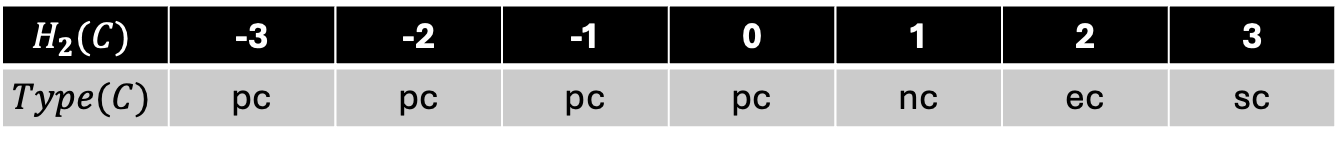 H₂(C) -3 -2 -1 0 1 2 3
Type(C) pc pc pc pc nc ec sc